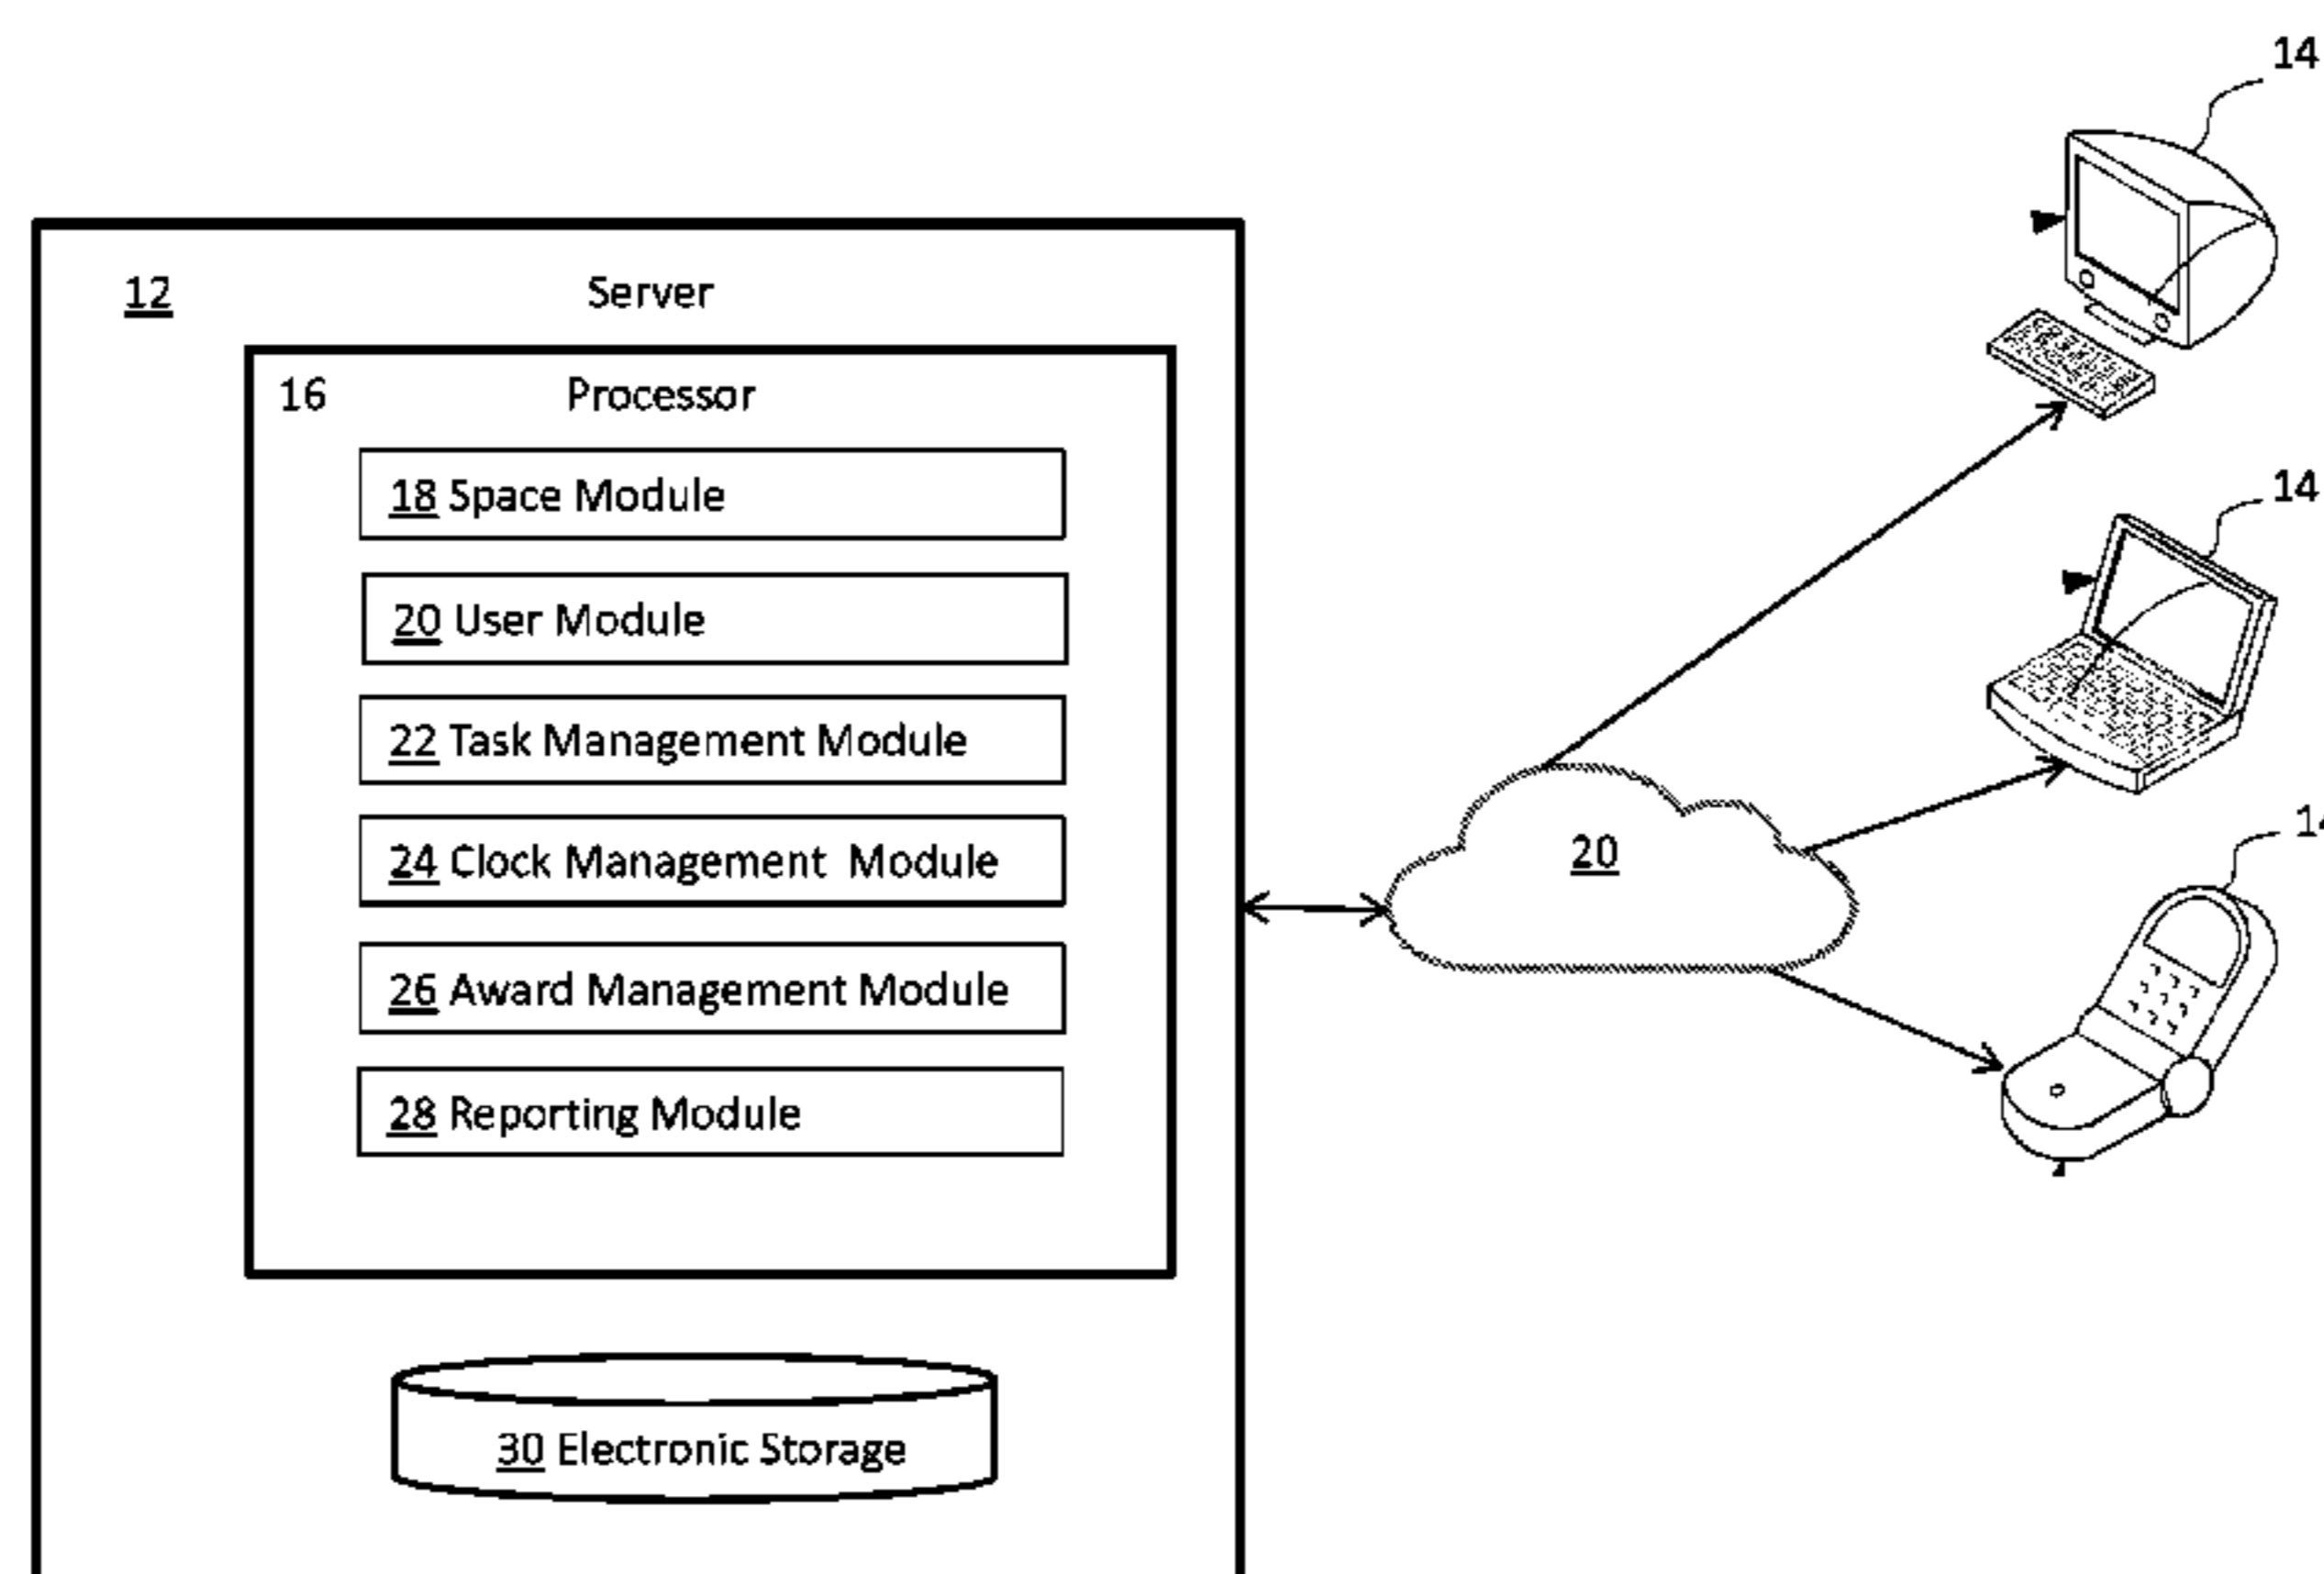 14
12 Server
16 Processor
18 Space Module
14
20 User Module
22 Task Management Module
14
24 Clock Management Module
20
26 Award Management Module
28 Reporting Module
30 Electronic Storage